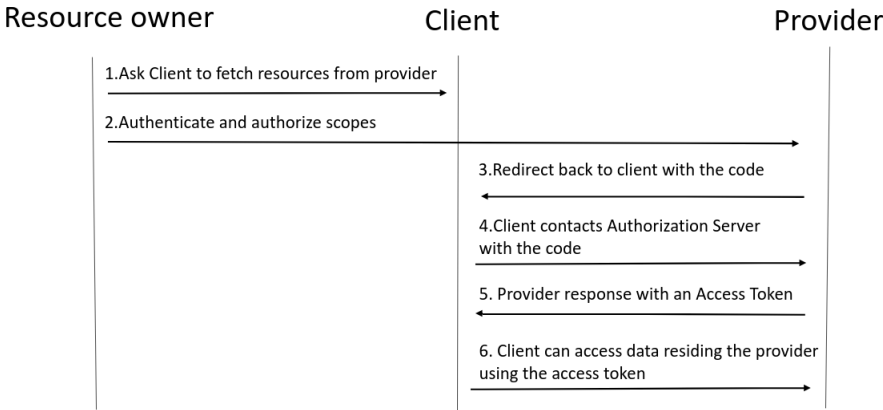 Resource owner
Client
Provider
1.Ask Client to fetch resources from provider
2.Authenticate and authorize scopes
3.Redirect back to client with the code
4.Client contacts Authorization Server
with the code
5. Provider response with an Access Token
6. Client can access data residing the provider
using the access token